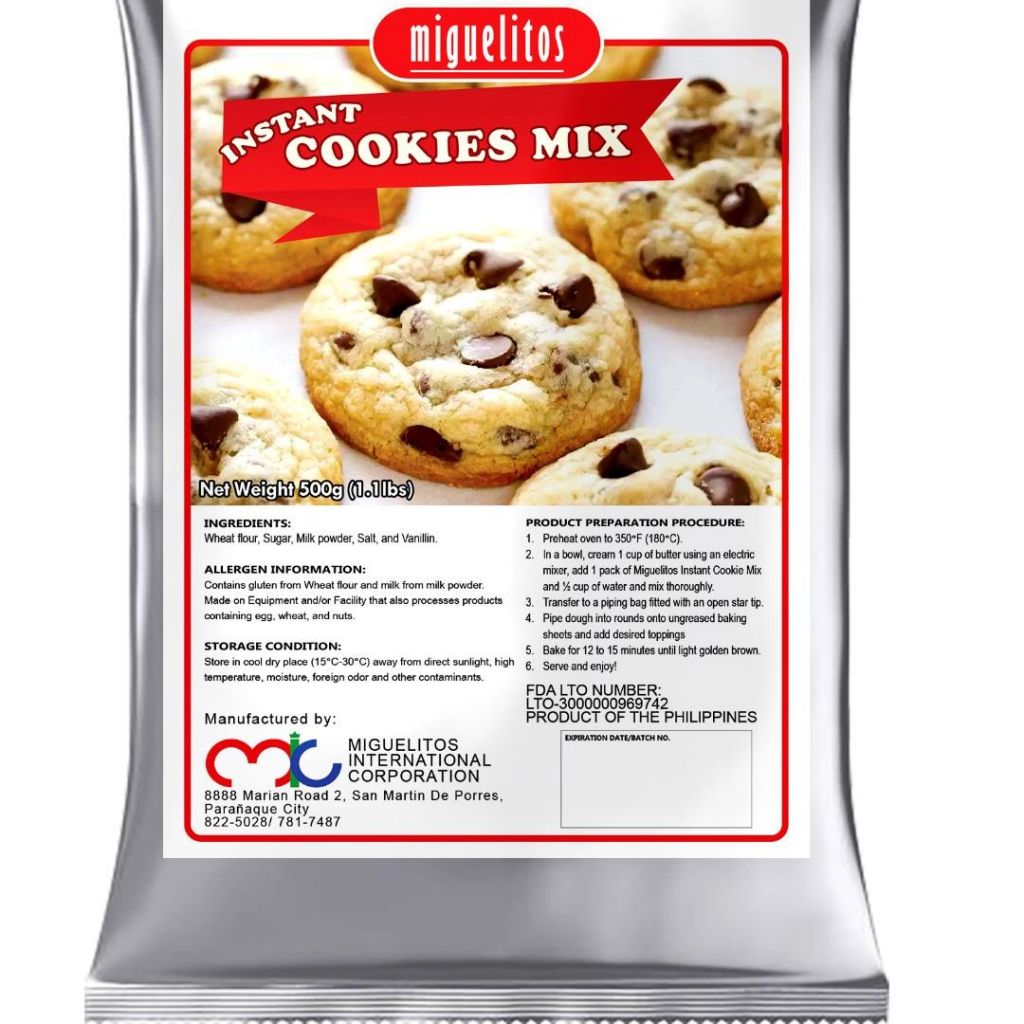 miguelitos
INSTANT
COOKIES MIX
Net Weight 500g (1.1lbs)
INGREDIENTS:
Wheat flour, Sugar, Milk powder, Salt, and Vanillin.
ALLERGEN INFORMATION:
Contains gluten from Wheat flour and milk from milk powder.
Made on Equipment and/or Facility that also processes products
containing egg, wheat, and nuts.
STORAGE CONDITION:
Store in cool dry place (15°C-30°C) away from direct sunlight, high
temperature, moisture, foreign odor and other contaminants.
Manufactured by:
mic
MIGUELITOS
INTERNATIONAL
CORPORATION
8888 Marian Road 2, San Martin De Porres,
Parañaque City
822-5028/ 781-7487
PRODUCT PREPARATION PROCEDURE:
1. Preheat oven to 350°F (180°C).
2. In a bowl, cream 1 cup of butter using an electric
mixer, add 1 pack of Miguelitos Instant Cookie Mix
and ½ cup of water and mix thoroughly.
3. Transfer to a piping bag fitted with an open star tip.
4. Pipe dough into rounds onto ungreased baking
sheets and add desired toppings
5. Bake for 12 to 15 minutes until light golden brown.
6. Serve and enjoy!
FDA LTO NUMBER:
LTO-3000000969742
PRODUCT OF THE PHILIPPINES
EXPIRATION DATE/BATCH NO.